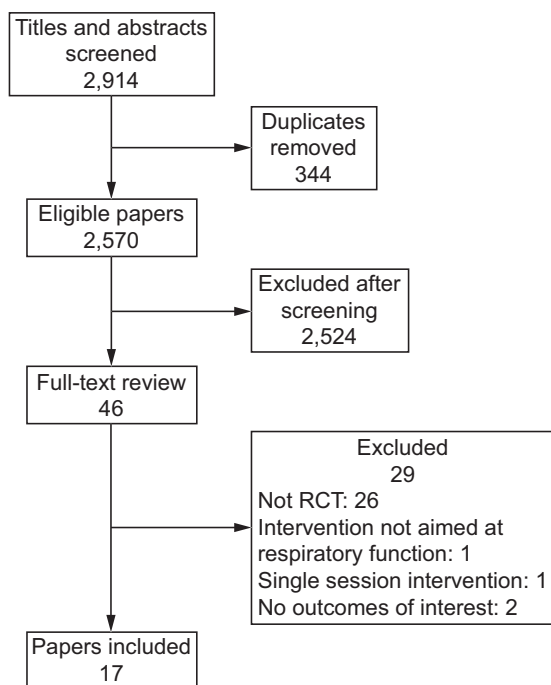 Titles and abstracts
screened
2,914
Duplicates
removed
344
Eligible papers
2,570
Excluded after
screening
2,524
Full-text review
46
Excluded
29
Not RCT: 26
Intervention not aimed at
respiratory function: 1
Single session intervention: 1
No outcomes of interest: 2
Papers included
17